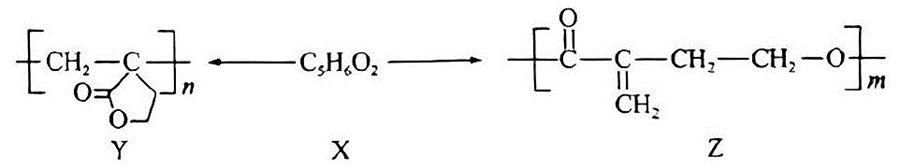 [CH₂—C]n ← C₅H₆O₂ → [C—C—CH₂—CH₂—O]m
O
O
O
CH₂
Y X Z